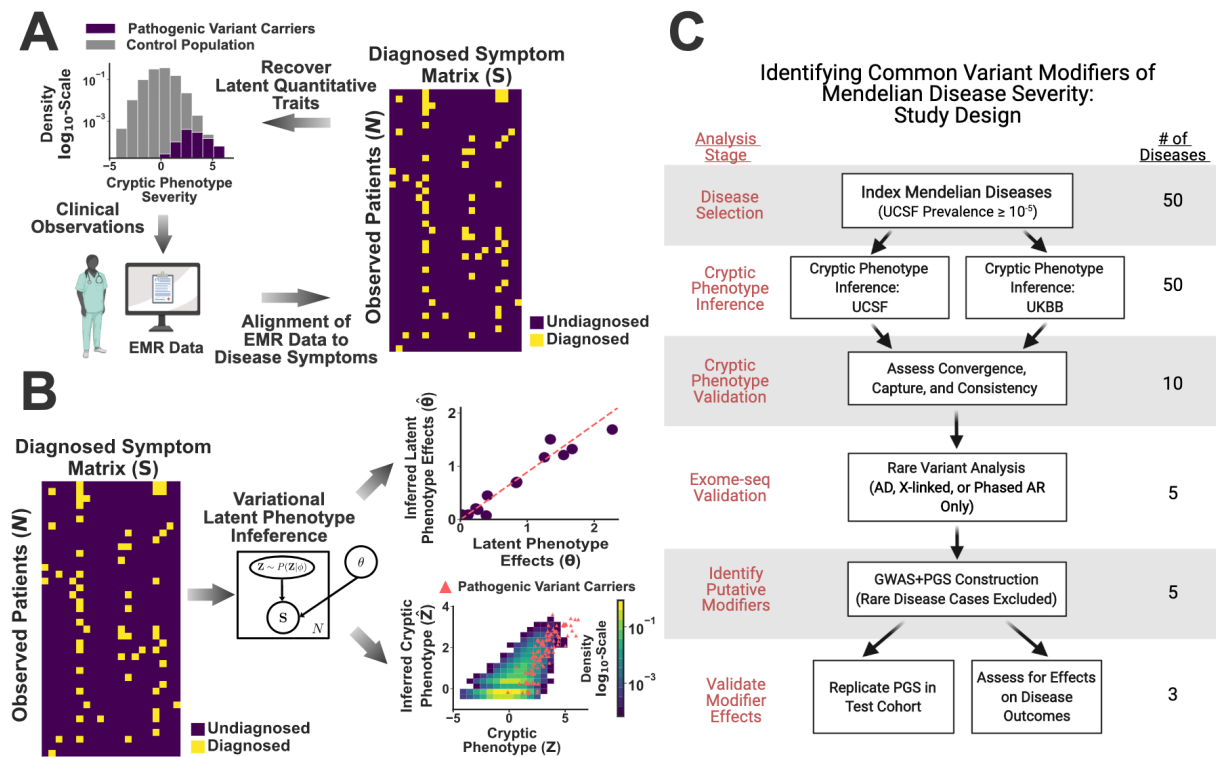 A
Pathogenic Variant Carriers
Control Population
Density
log₁₀-Scale
10⁻¹
10⁻³
−5
0
5
Cryptic Phenotype
Severity
Recover
Latent Quantitative
Traits
Diagnosed Symptom
Matrix (S)
Observed Patients (N)
Clinical
Observations
EMR Data
Alignment of
EMR Data to
Disease Symptoms
Undiagnosed
Diagnosed
B
Diagnosed Symptom
Matrix (S)
Observed Patients (N)
Undiagnosed
Diagnosed
Variational
Latent Phenotype
Ineference
Z ∼ P(Z|ϕ)
θ
S
N
Inferred Latent
Phenotype Effects (θ̂)
2
1
0
0
1
2
Latent Phenotype
Effects (θ)
Pathogenic Variant Carriers
Inferred Cryptic
Phenotype (Ẑ)
4
2
0
−5
0
5
Cryptic
Phenotype (Z)
Density
log₁₀-Scale
10⁻¹
10⁻³
C
Identifying Common Variant Modifiers of
Mendelian Disease Severity:
Study Design
Analysis
Stage
# of
Diseases
Disease
Selection
Index Mendelian Diseases
(UCSF Prevalence ≥ 10⁻⁵)
50
Cryptic
Phenotype
Inference
Cryptic Phenotype
Inference:
UCSF
Cryptic Phenotype
Inference:
UKBB
50
Cryptic
Phenotype
Validation
Assess Convergence,
Capture, and Consistency
10
Exome-seq
Validation
Rare Variant Analysis
(AD, X-linked, or Phased AR
Only)
5
Identify
Putative
Modifiers
GWAS+PGS Construction
(Rare Disease Cases Excluded)
5
Validate
Modifier
Effects
Replicate PGS in
Test Cohort
Assess for Effects
on Disease
Outcomes
3